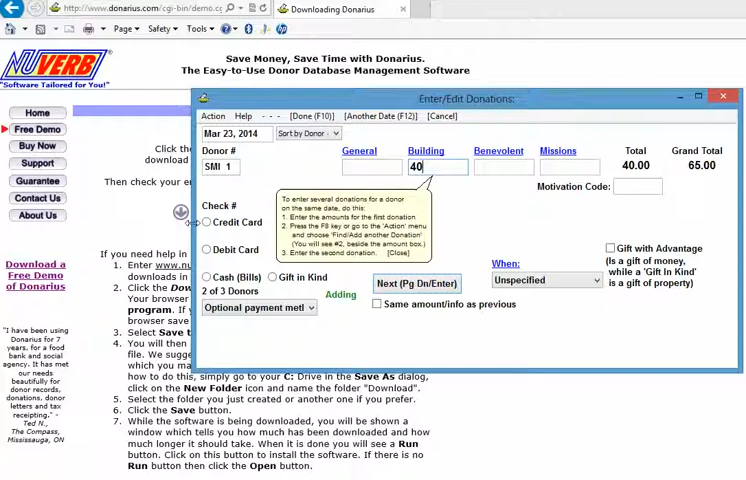 http://www.donarius.com/cgi-bin/demo.cg
Downloading Donarius
Page Safety Tools
NUVERB
"Software Tailored for You!"
Save Money, Save Time with Donarius.
The Easy-to-Use Donor Database Management Software
Home
Free Demo
Buy Now
Support
Guarantee
Contact Us
About Us
Download a
Free Demo
of Donarius
"I have been using
Donarius for 7
years, for a food
bank and social
agency. It has met
our needs
beautifully for
donor records,
donations, donor
letters and tax
receipting." -
Ted N.,
The Compass,
Mississauga, ON
Click the
download
Then check your er
If you need help in
1. Enter www.nu
downloads in
2. Click the Dow
Your browser
program. If y
browser save
3. Select Save t
4. You will then
file. We sugge
which you ma
how to do this, simply go to your C: Drive in the Save As dialog,
click on the New Folder icon and name the folder "Download".
5. Select the folder you just created or another one if you prefer.
6. Click the Save button.
7. While the software is being downloaded, you will be shown a
window which tells you how much has been downloaded and how
much longer it should take. When it is done you will see a Run
button. Click on this button to install the software. If there is no
Run button then click the Open button.
Enter/Edit Donations:
Action Help - - - [Done (F10)] [Another Date (F12)] [Cancel]
Mar 23, 2014 Sort by Donor
Donor # General Building Benevolent Missions Total Grand Total
SMI 1 40 40.00 65.00
Motivation Code:
To enter several donations for a donor
on the same date, do this:
1. Enter the amounts for the first donation
2. Press the F8 key or go to the 'Action' menu
and choose 'Find/Add another Donation'
(You will see #2, beside the amount box.)
3. Enter the second donation. [Close]
Check #
Credit Card
Debit Card
Cash (Bills) Gift in Kind
2 of 3 Donors
Adding
Optional payment metl
Next (Pg Dn/Enter)
Same amount/info as previous
When:
Unspecified
Gift with Advantage
(Is a gift of money,
while a 'Gift In Kind'
is a gift of property)